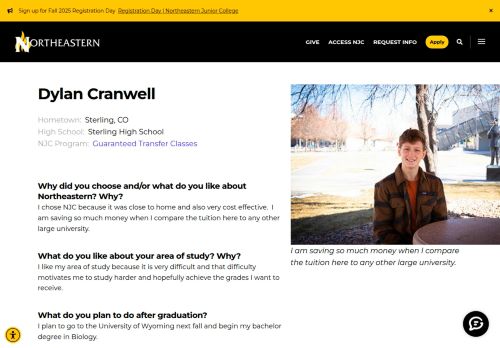 Sign up for Fall 2025 Registration Day Registration Day | Northeastern Junior College ×
NORTHEASTERN
GIVE ACCESS NJC REQUEST INFO Apply
Dylan Cranwell
Hometown: Sterling, CO
High School: Sterling High School
NJC Program: Guaranteed Transfer Classes
Why did you choose and/or what do you like about
Northeastern? Why?
I chose NJC because it was close to home and also very cost effective. I
am saving so much money when I compare the tuition here to any other
large university.
I am saving so much money when I compare
the tuition here to any other large university.
What do you like about your area of study? Why?
I like my area of study because it is very difficult and that difficulty
motivates me to study harder and hopefully achieve the grades I want to
receive.
What do you plan to do after graduation?
I plan to go to the University of Wyoming next fall and begin my bachelor
degree in Biology.